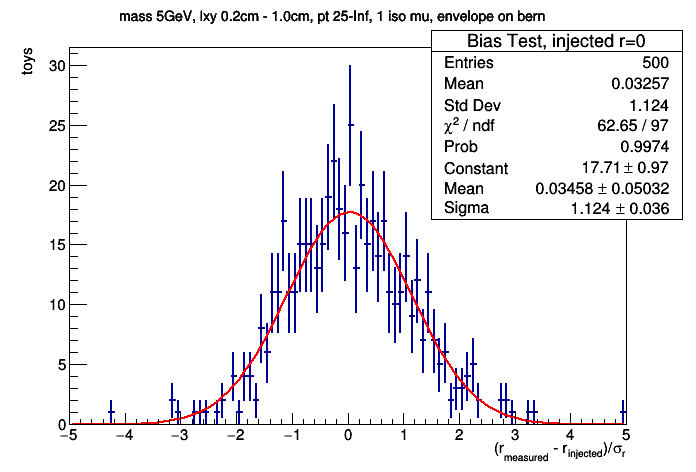 mass 5GeV, lxy 0.2cm - 1.0cm, pt 25-Inf, 1 iso mu, envelope on bern
Bias Test, injected r=0
Entries 500
Mean 0.03257
Std Dev 1.124
χ² / ndf 62.65 / 97
Prob 0.9974
Constant 17.71 ± 0.97
Mean 0.03458 ± 0.05032
Sigma 1.124 ± 0.036
toys
30
25
20
15
10
5
0
−5 −4 −3 −2 −1 0 1 2 3 4 5
(r_measured - r_injected)/σ_r